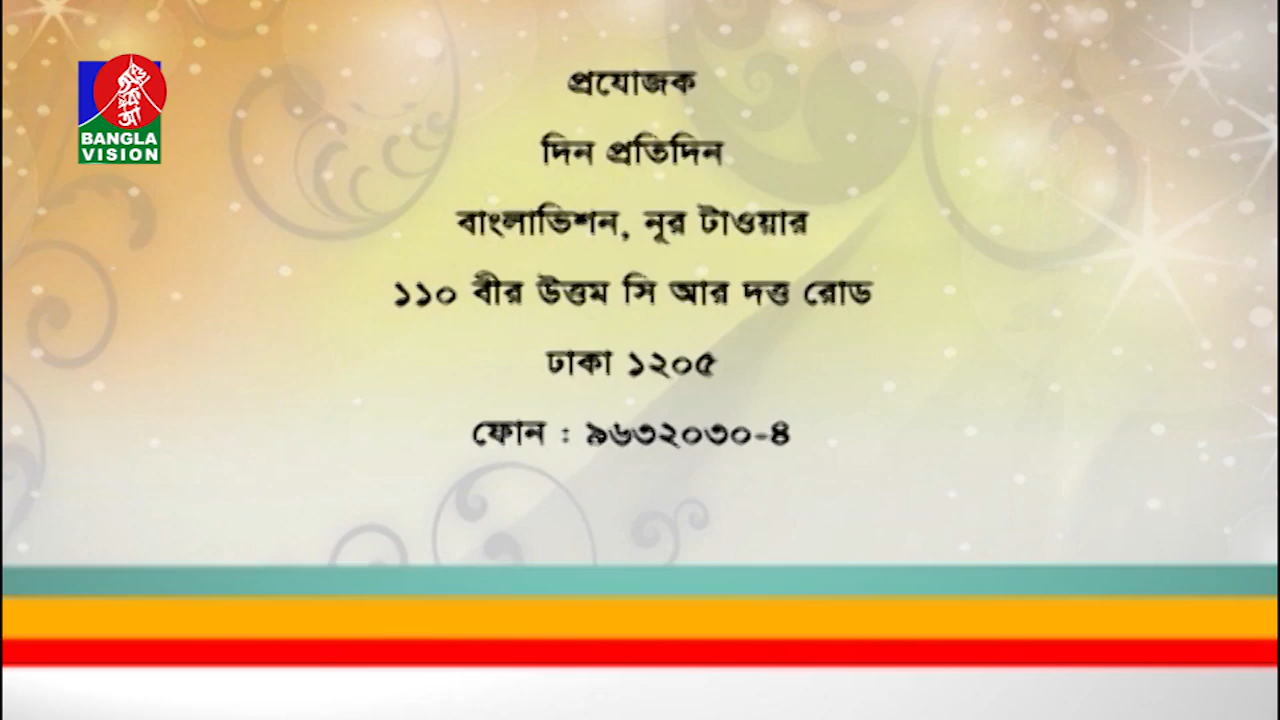 BANGLA
VISION
প্রযোজক
দিন প্রতিদিন
বাংলাভিশন, নূর টাওয়ার
১১০ বীর উত্তম সি আর দত্ত রোড
ঢাকা ১২০৫
ফোন : ৯৬৩২০৩০-৪